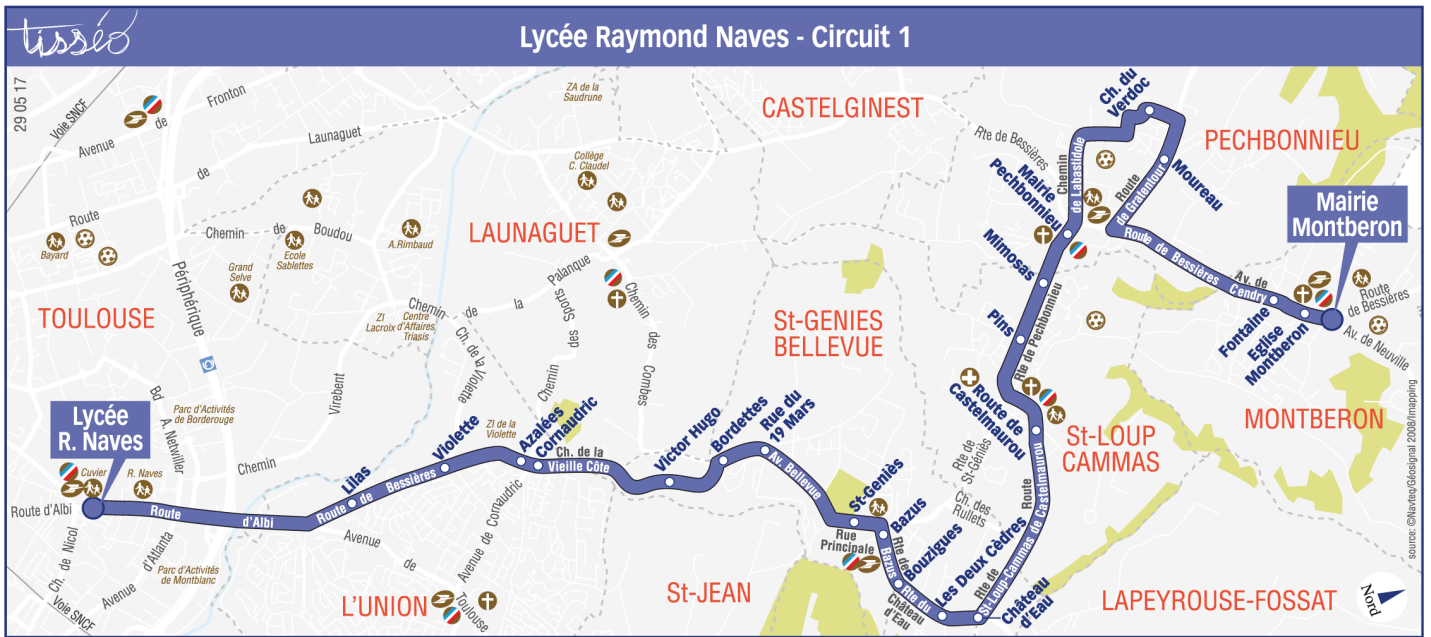 tisséo
Lycée Raymond Naves - Circuit 1
29 05 17
Voie SNCF
Avenue de Fronton
Route de Launaguet
Bayard
Chemin de Boudou
Ecole
Sablettes
Grand
Selve
A.Rimbaud
Périphérique
TOULOUSE
ZA de la
Saudrune
Collège
C. Claudel
LAUNAGUET
Chemin de la Palanque
ZI
Lacroix
Centre
d'Affaires
Triasis
Ch. de la Violette
Chemin des Sports
Chemin des Combes
Chemin Virebent
Bd A. Netwiller
Parc d'Activités
de Borderouge
ZI de la
Violette
CASTELGINEST
St-GENIES
BELLEVUE
Rte de Bessières
PECHBONNIEU
Ch. du
Verdoc
Moureau
Chemin
de Labastidole
Route
de Gratentour
Mairie
Pechbonnieu
Mimosas
Pins
Rte de Pechbonnieu
Route de Bessières
Av. de
Cendry
Fontaine
Eglise
Montberon
Mairie
Montberon
Route
de Bessières
Av. de Neuville
MONTBERON
St-LOUP
CAMMAS
Route de
Castelmaurou
Route
de Castelmaurou
Rte de
St-Loup-Cammas
Rte de
St-Géniès
Ch. des
Rullets
Lycée
R. Naves
Cuvier
R. Naves
Route d'Albi
Route d'Albi
Ch. de Nicol
Avenue d'Atlanta
Parc d'Activités
de Montblanc
Voie SNCF
Lilas
Route de Bessières
Violette
Azalées
Cornaudric
Ch. de la
Vieille Côte
Victor Hugo
Bordettes
Rue du
19 Mars
Av. Bellevue
St-Geniès
Rue
Principale
Bazus
Rte de
Bazus
Bouzigues
Rte du
Château
d'Eau
Les Deux Cèdres
Château
d'Eau
Avenue de Toulouse
Avenue de Cornaudric
L'UNION
St-JEAN
LAPEYROUSE-FOSSAT
Nord
source: ©Navteq/Géosignal 2008/Itmapping